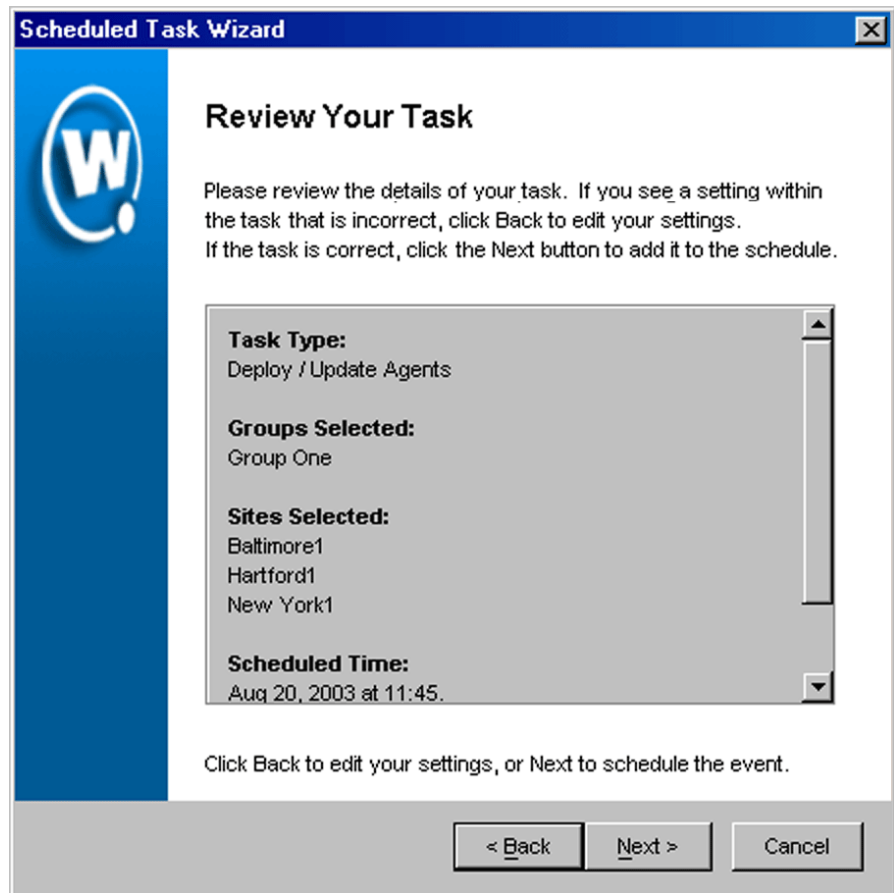 Scheduled Task Wizard
W
Review Your Task
Please review the details of your task. If you see a setting within
the task that is incorrect, click Back to edit your settings.
If the task is correct, click the Next button to add it to the schedule.
Task Type:
Deploy / Update Agents
Groups Selected:
Group One
Sites Selected:
Baltimore1
Hartford1
New York1
Scheduled Time:
Aug 20, 2003 at 11:45.
Click Back to edit your settings, or Next to schedule the event.
< Back Next > Cancel